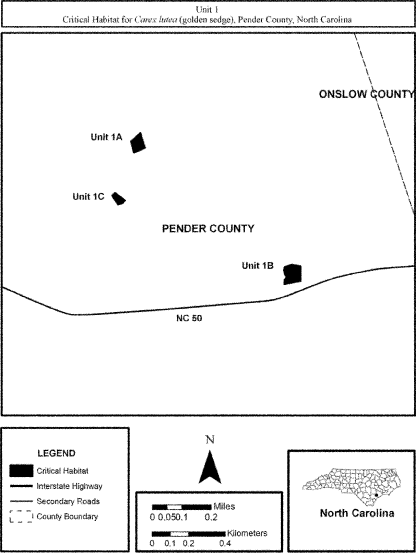 Unit 1
Critical Habitat for Carex lutea (golden sedge), Pender County, North Carolina
ONSLOW COUNTY
Unit 1A
Unit 1C
PENDER COUNTY
Unit 1B
NC 50
LEGEND
Critical Habitat
Interstate Highway
Secondary Roads
County Boundary
N
Miles
0 0.050.1 0.2
Kilometers
0 0.1 0.2 0.4
North Carolina